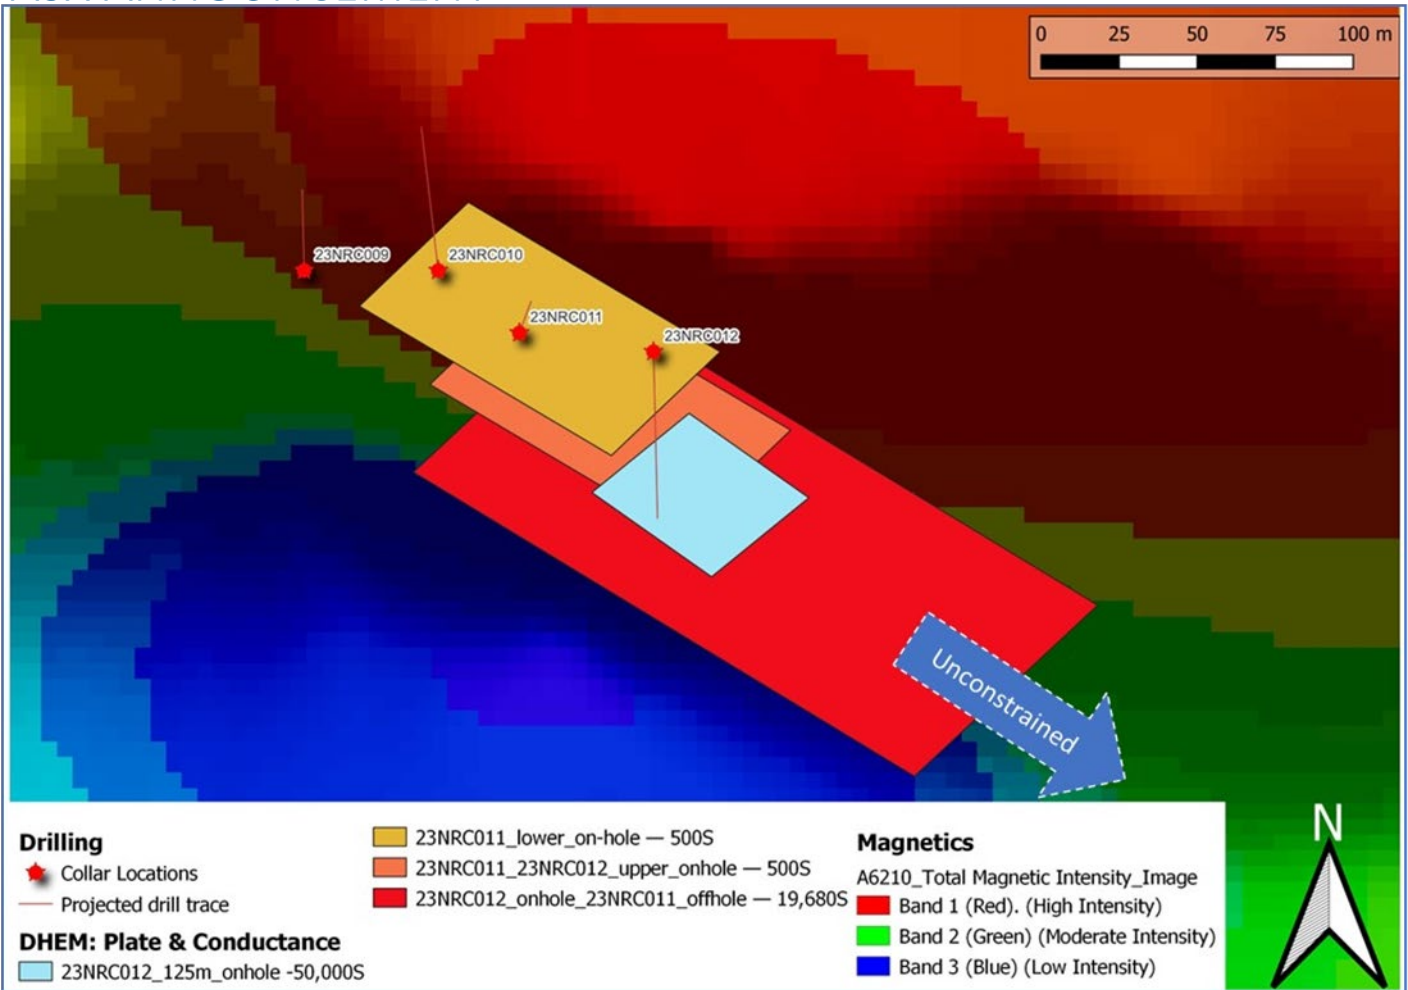 0 25 50 75 100 m
23NRC009
23NRC010
23NRC011
23NRC012
Unconstrained
N
Drilling
Collar Locations
Projected drill trace
DHEM: Plate & Conductance
23NRC012_125m_onhole -50,000S
23NRC011_lower_on-hole — 500S
23NRC011_23NRC012_upper_onhole — 500S
23NRC012_onhole_23NRC011_offhole — 19,680S
Magnetics
A6210_Total Magnetic Intensity_Image
Band 1 (Red). (High Intensity)
Band 2 (Green) (Moderate Intensity)
Band 3 (Blue) (Low Intensity)